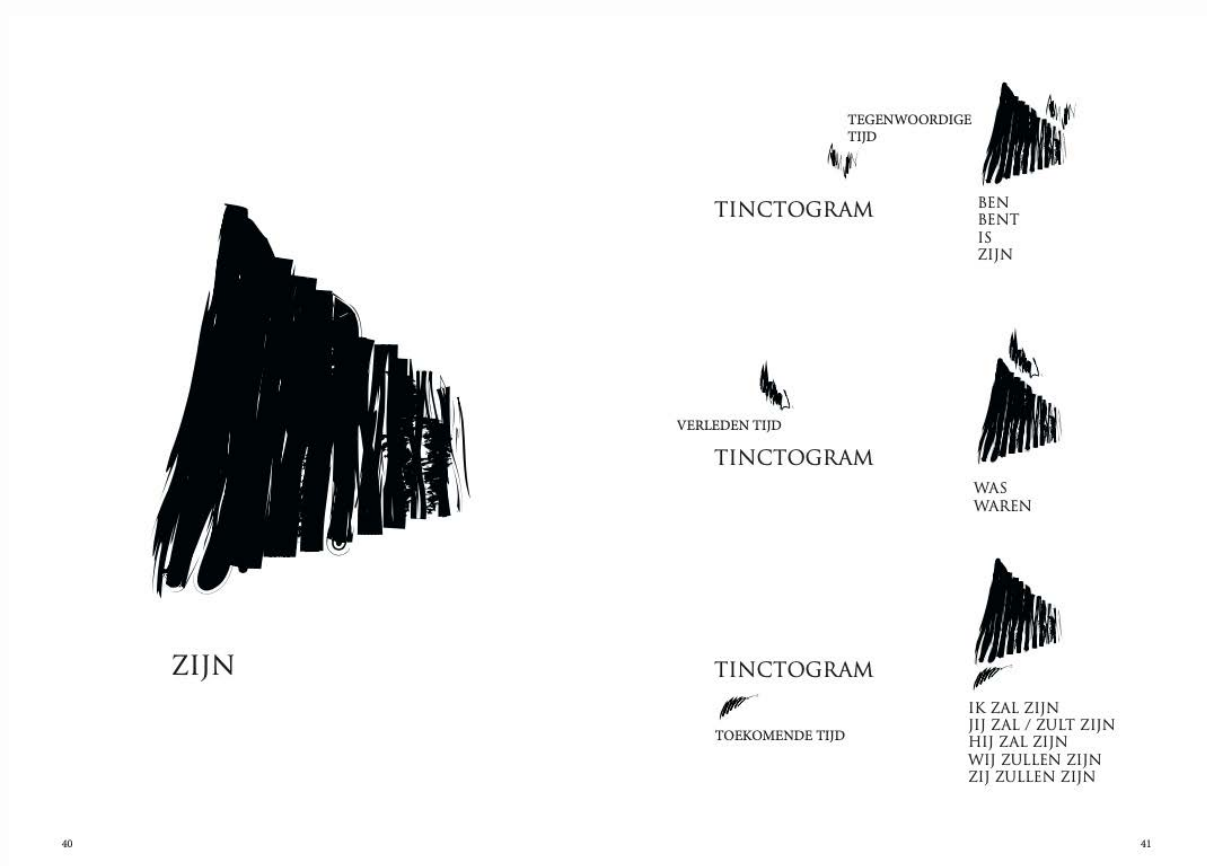 ZIJN
40
TEGENWOORDIGE
TIJD
TINCTOGRAM
BEN
BENT
IS
ZIJN
VERLEDEN TIJD
TINCTOGRAM
WAS
WAREN
TINCTOGRAM
TOEKOMENDE TIJD
IK ZAL ZIJN
JIJ ZAL / ZULT ZIJN
HIJ ZAL ZIJN
WIJ ZULLEN ZIJN
ZIJ ZULLEN ZIJN
41